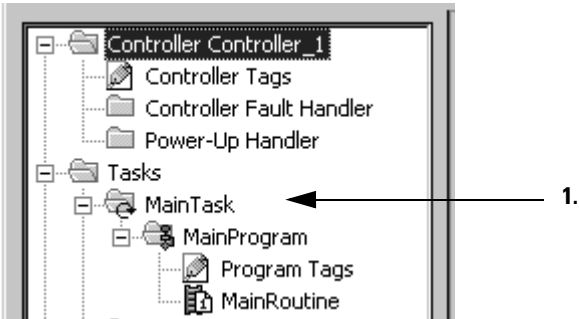 Controller Controller_1
Controller Tags
Controller Fault Handler
Power-Up Handler
Tasks
MainTask 1.
MainProgram
Program Tags
MainRoutine